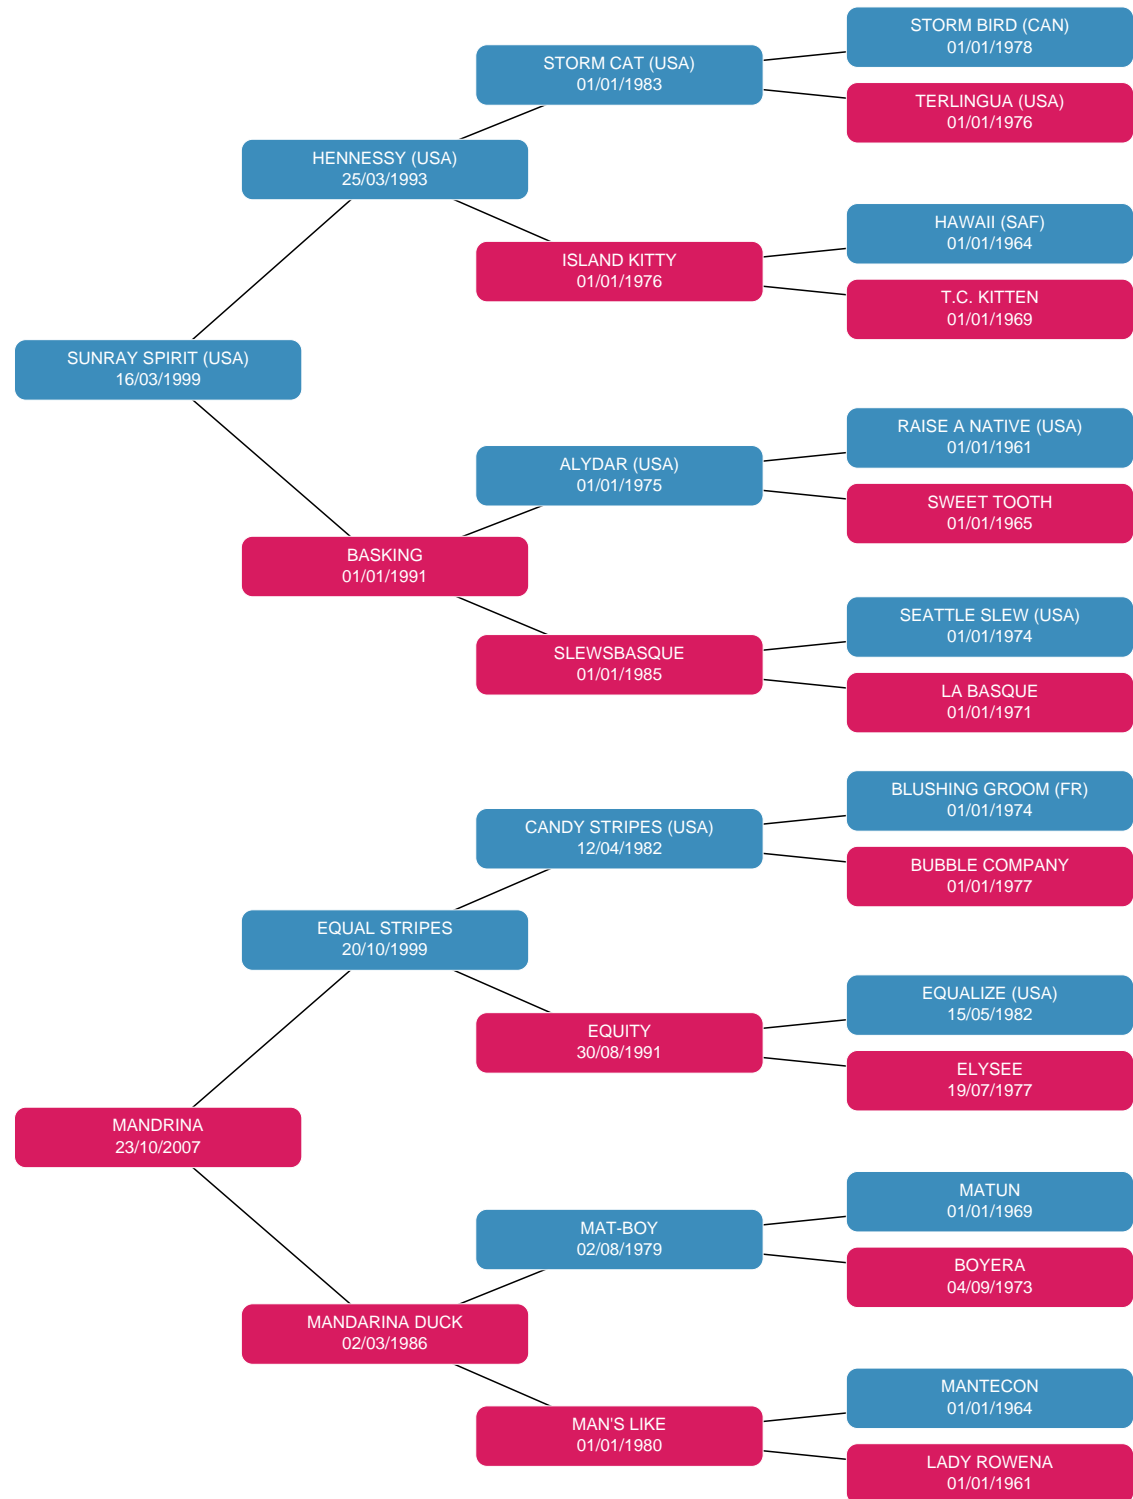 STORM BIRD (CAN)
01/01/1978
STORM CAT (USA)
01/01/1983
TERLINGUA (USA)
01/01/1976
HENNESSY (USA)
25/03/1993
HAWAII (SAF)
01/01/1964
ISLAND KITTY
01/01/1976
T.C. KITTEN
01/01/1969
SUNRAY SPIRIT (USA)
16/03/1999
RAISE A NATIVE (USA)
01/01/1961
ALYDAR (USA)
01/01/1975
SWEET TOOTH
01/01/1965
BASKING
01/01/1991
SEATTLE SLEW (USA)
01/01/1974
SLEWSBASQUE
01/01/1985
LA BASQUE
01/01/1971
BLUSHING GROOM (FR)
01/01/1974
CANDY STRIPES (USA)
12/04/1982
BUBBLE COMPANY
01/01/1977
EQUAL STRIPES
20/10/1999
EQUALIZE (USA)
15/05/1982
EQUITY
30/08/1991
ELYSEE
19/07/1977
MANDRINA
23/10/2007
MATUN
01/01/1969
MAT-BOY
02/08/1979
BOYERA
04/09/1973
MANDARINA DUCK
02/03/1986
MANTECON
01/01/1964
MAN'S LIKE
01/01/1980
LADY ROWENA
01/01/1961